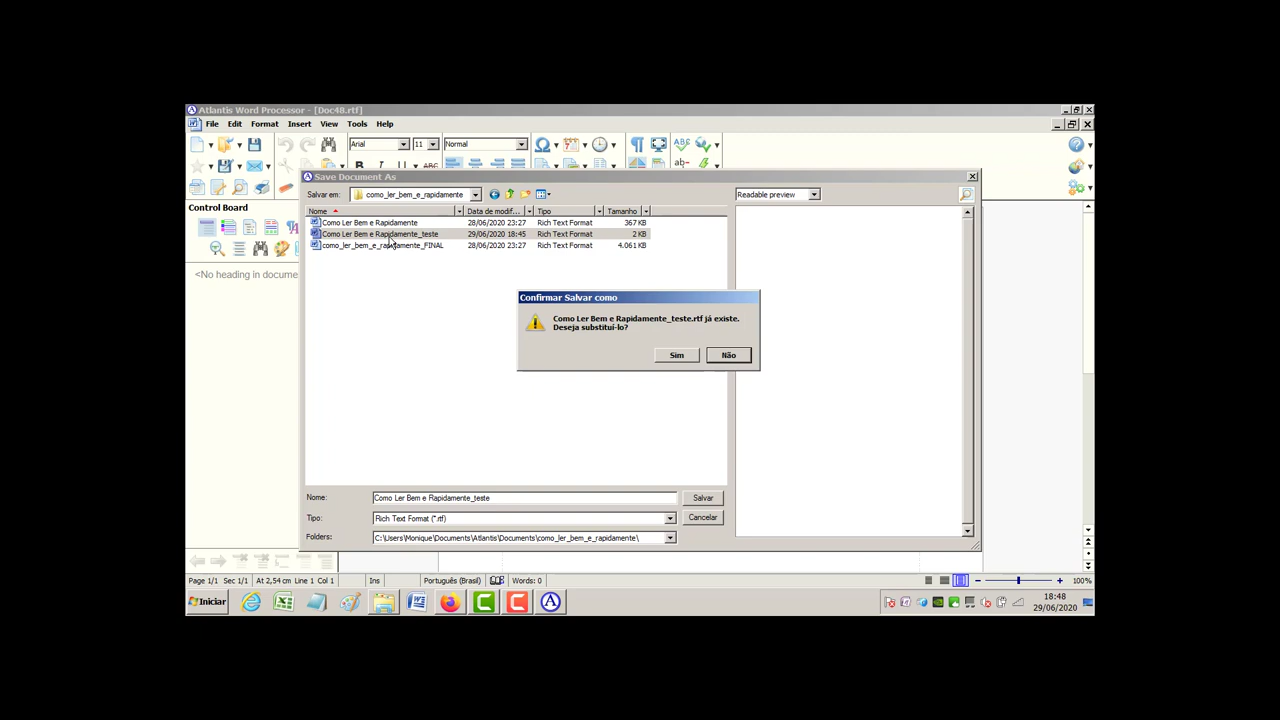 Atlantis Word Processor - [Doc48.rtf]
File Edit Format Insert View Tools Help
Arial 11 Normal
Save Document As
Salvar em: como_ler_bem_e_rapidamente Readable preview
Control Board
Nome Data de modif... Tipo Tamanho
Como Ler Bem e Rapidamente 28/06/2020 23:27 Rich Text Format 367 KB
Como Ler Bem e Rapidamente_teste 29/06/2020 18:45 Rich Text Format 2 KB
como_ler_bem_e_rapidamente_FINAL 28/06/2020 23:27 Rich Text Format 4.061 KB
<No heading in docume
Confirmar Salvar como
Como Ler Bem e Rapidamente_teste.rtf já existe.
Deseja substituí-lo?
Sim Não
Nome: Como Ler Bem e Rapidamente_teste Salvar
Tipo: Rich Text Format (*.rtf) Cancelar
Folders: C:\Users\Monique\Documents\Atlantis\Documents\como_ler_bem_e_rapidamente\
Page 1/1 Sec 1/1 At 2,54 cm Line 1 Col 1 Ins Português (Brasil) Words: 0 100%
Iniciar 18:48
29/06/2020